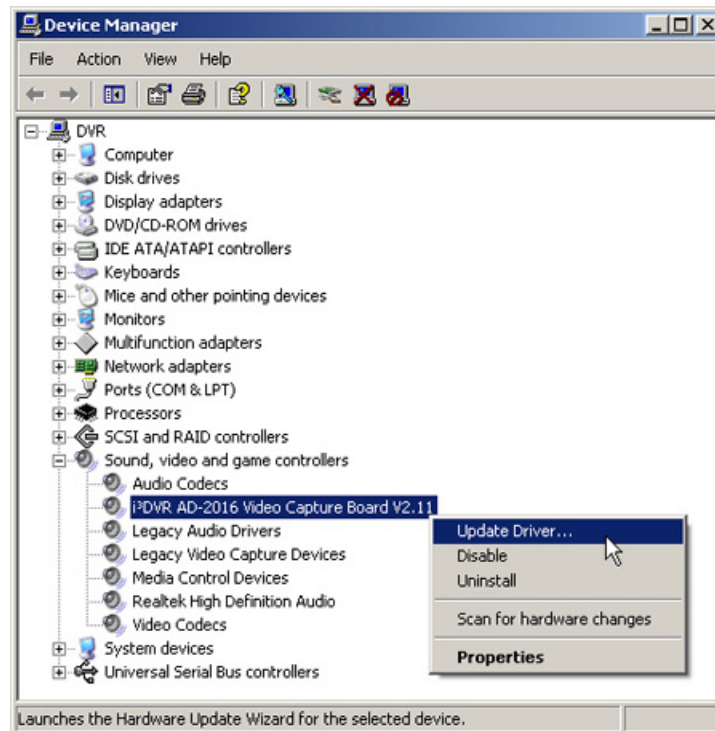 Device Manager
File Action View Help
DVR
Computer
Disk drives
Display adapters
DVD/CD-ROM drives
IDE ATA/ATAPI controllers
Keyboards
Mice and other pointing devices
Monitors
Multifunction adapters
Network adapters
Ports (COM & LPT)
Processors
SCSI and RAID controllers
Sound, video and game controllers
Audio Codecs
i³DVR AD-2016 Video Capture Board V2.11
Legacy Audio Drivers
Legacy Video Capture Devices
Media Control Devices
Realtek High Definition Audio
Video Codecs
System devices
Universal Serial Bus controllers
Update Driver...
Disable
Uninstall
Scan for hardware changes
Properties
Launches the Hardware Update Wizard for the selected device.